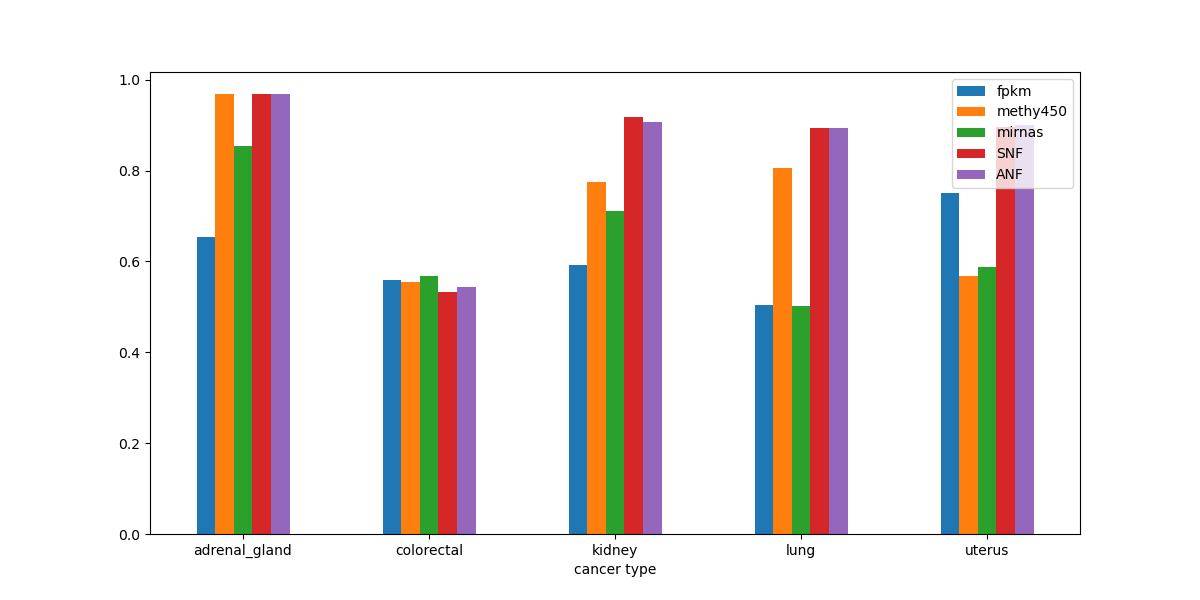 1.0
0.8
0.6
0.4
0.2
0.0
fpkm
methy450
mirnas
SNF
ANF
adrenal_gland colorectal kidney lung uterus
cancer type